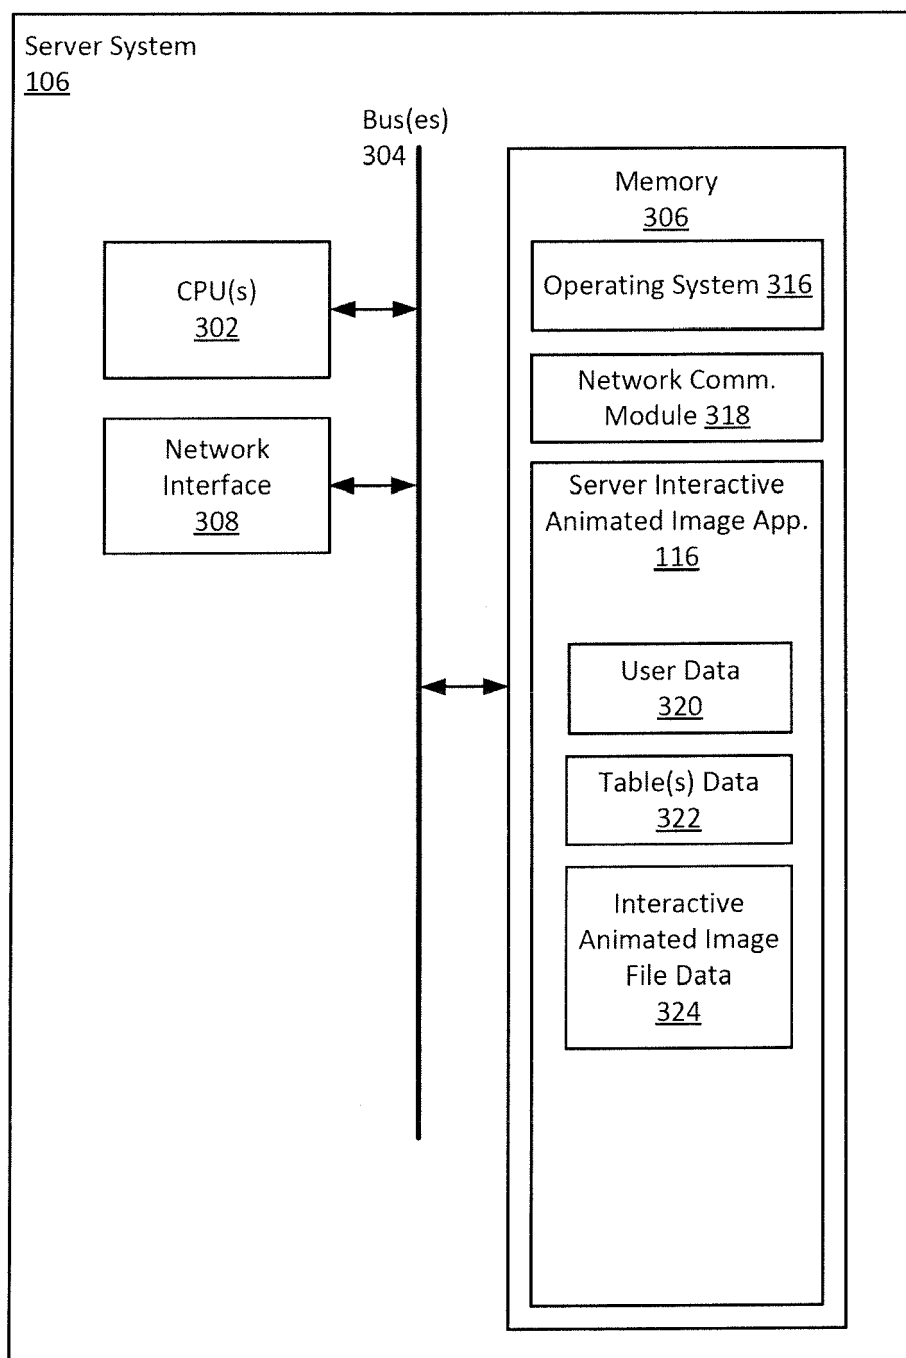 Server System
106
Bus(es)
304
CPU(s)
302
Network
Interface
308
Memory
306
Operating System 316
Network Comm.
Module 318
Server Interactive
Animated Image App.
116
User Data
320
Table(s) Data
322
Interactive
Animated Image
File Data
324